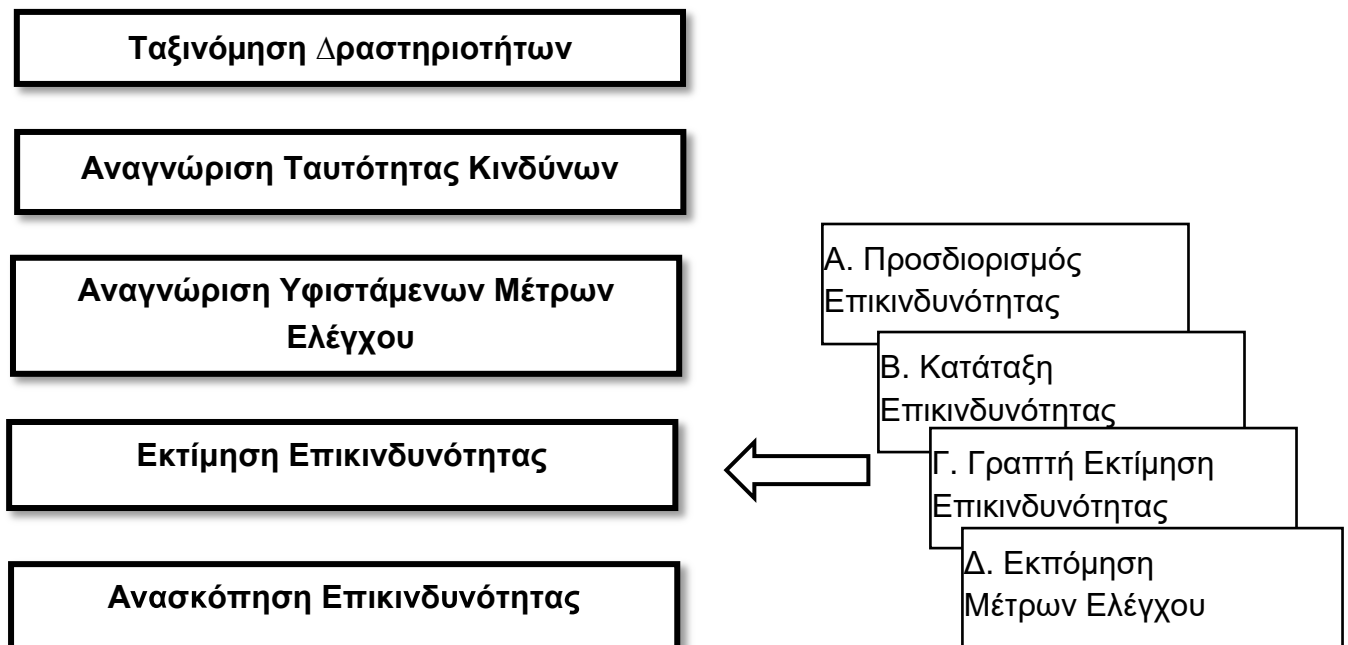 Ταξινόμηση ∆ραστηριοτήτων
Αναγνώριση Ταυτότητας Κινδύνων
Αναγνώριση Υφιστάμενων Μέτρων
Ελέγχου
Εκτίμηση Επικινδυνότητας
Ανασκόπηση Επικινδυνότητας
Α. Προσδιορισμός
Επικινδυνότητας
Β. Κατάταξη
Επικινδυνότητας
Γ. Γραπτή Εκτίμηση
Επικινδυνότητας
Δ. Εκπόμηση
Μέτρων Ελέγχου